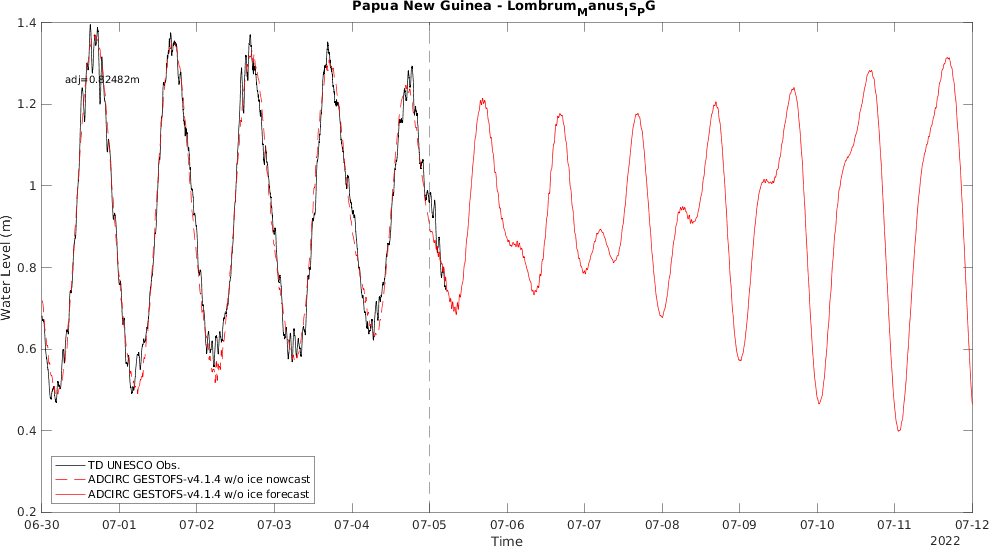 Papua New Guinea - LombrumManusIsPG
1.4
adj=0.82482m
1.2
1
0.8
0.6
0.4
0.2
Water Level (m)
TD UNESCO Obs.
ADCIRC GESTOFS-v4.1.4 w/o ice nowcast
ADCIRC GESTOFS-v4.1.4 w/o ice forecast
06-30 07-01 07-02 07-03 07-04 07-05 07-06 07-07 07-08 07-09 07-10 07-11 07-12
Time
2022